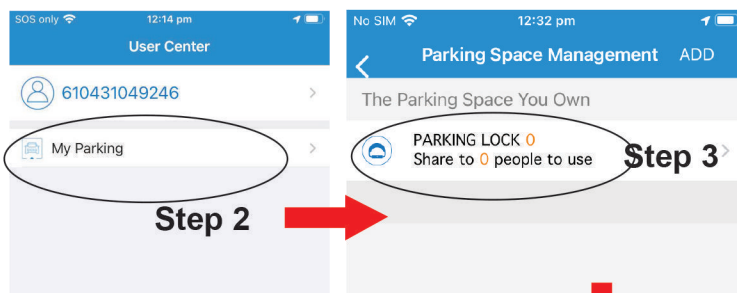 SOS only 12:14 pm
User Center
610431049246
My Parking
Step 2
No SIM 12:32 pm
Parking Space Management ADD
The Parking Space You Own
PARKING LOCK 0
Share to 0 people to use
Step 3